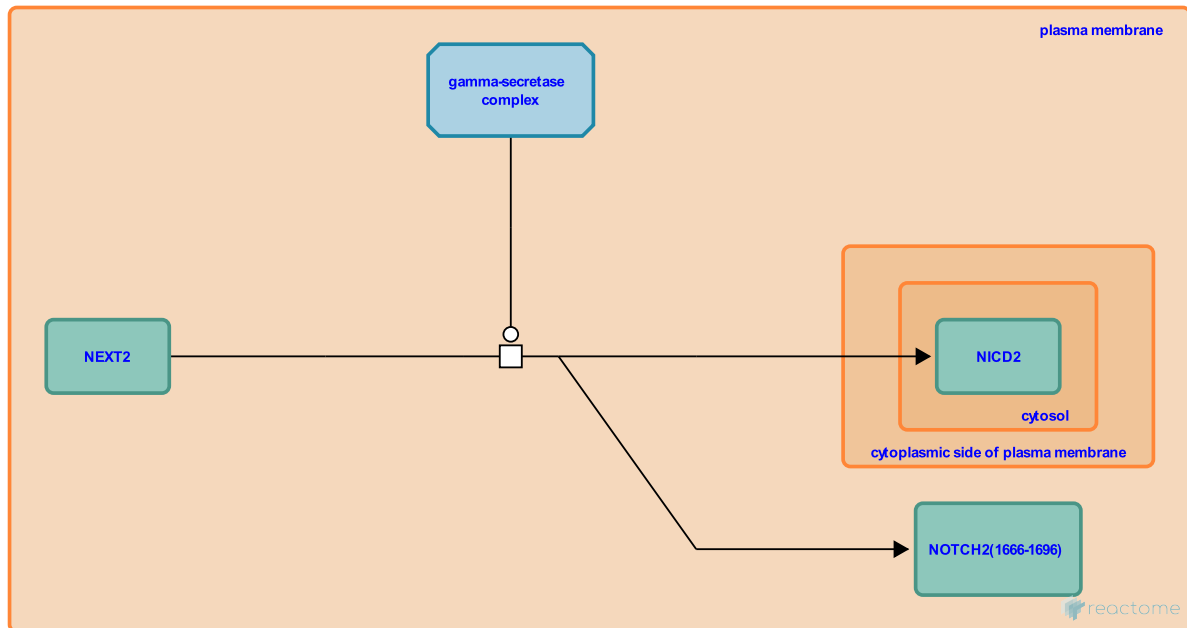 plasma membrane
gamma-secretase
complex
NEXT2
NICD2
cytosol
cytoplasmic side of plasma membrane
NOTCH2(1666-1696)
reactome